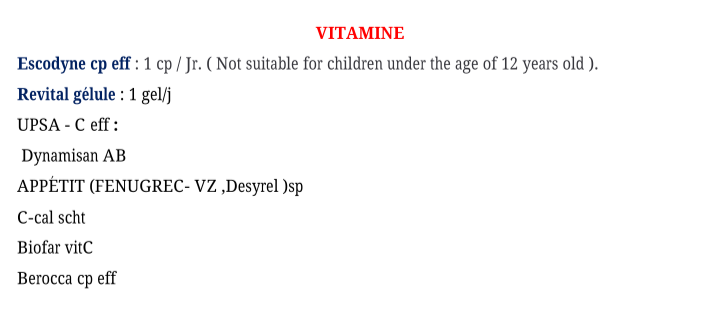 VITAMINE
Escodyne cp eff : 1 cp / Jr. ( Not suitable for children under the age of 12 years old ).
Revital gélule : 1 gel/j
UPSA - C eff :
Dynamisan AB
APPÉTIT (FENUGREC- VZ ,Desyrel )sp
C-cal scht
Biofar vitC
Berocca cp eff